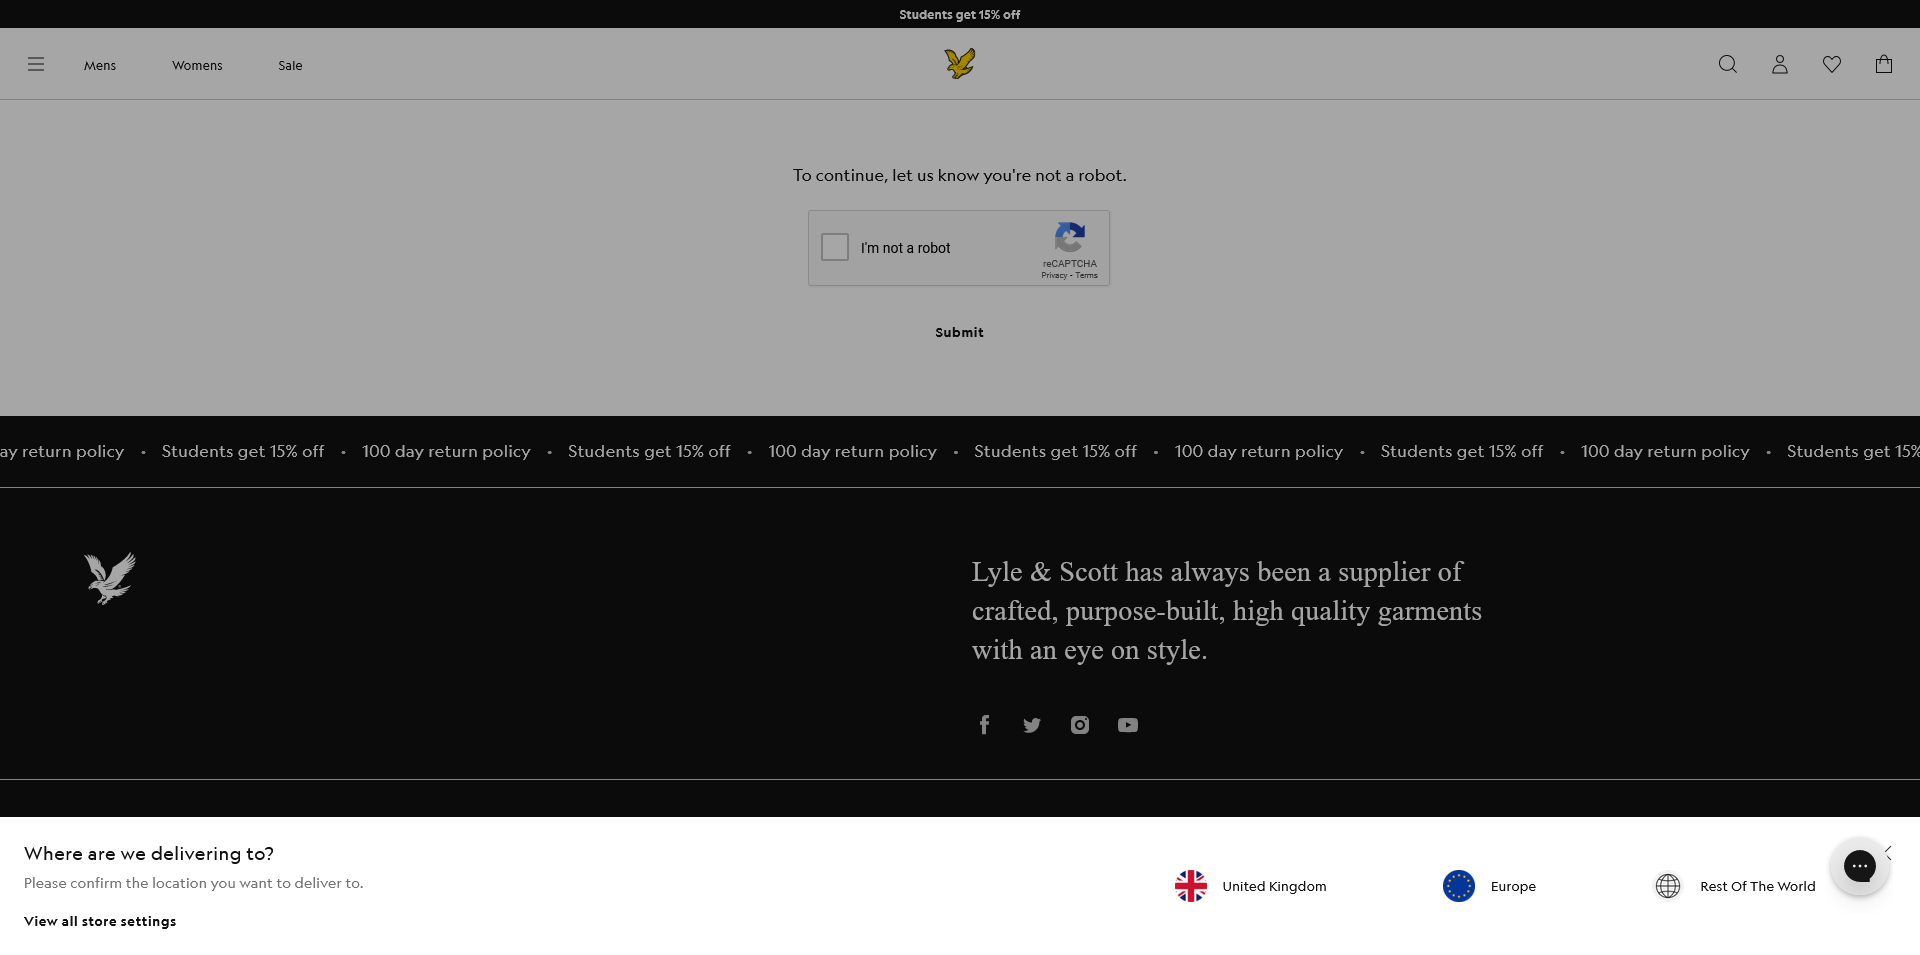 Students get 15% off
Mens Womens Sale
To continue, let us know you're not a robot.
I'm not a robot
reCAPTCHA
Privacy - Terms
Submit
ay return policy • Students get 15% off • 100 day return policy • Students get 15% off • 100 day return policy • Students get 15% off • 100 day return policy • Students get 15% off • 100 day return policy • Students get 15%
Lyle & Scott has always been a supplier of
crafted, purpose-built, high quality garments
with an eye on style.
Where are we delivering to?
Please confirm the location you want to deliver to.
View all store settings
United Kingdom
Europe
Rest Of The World